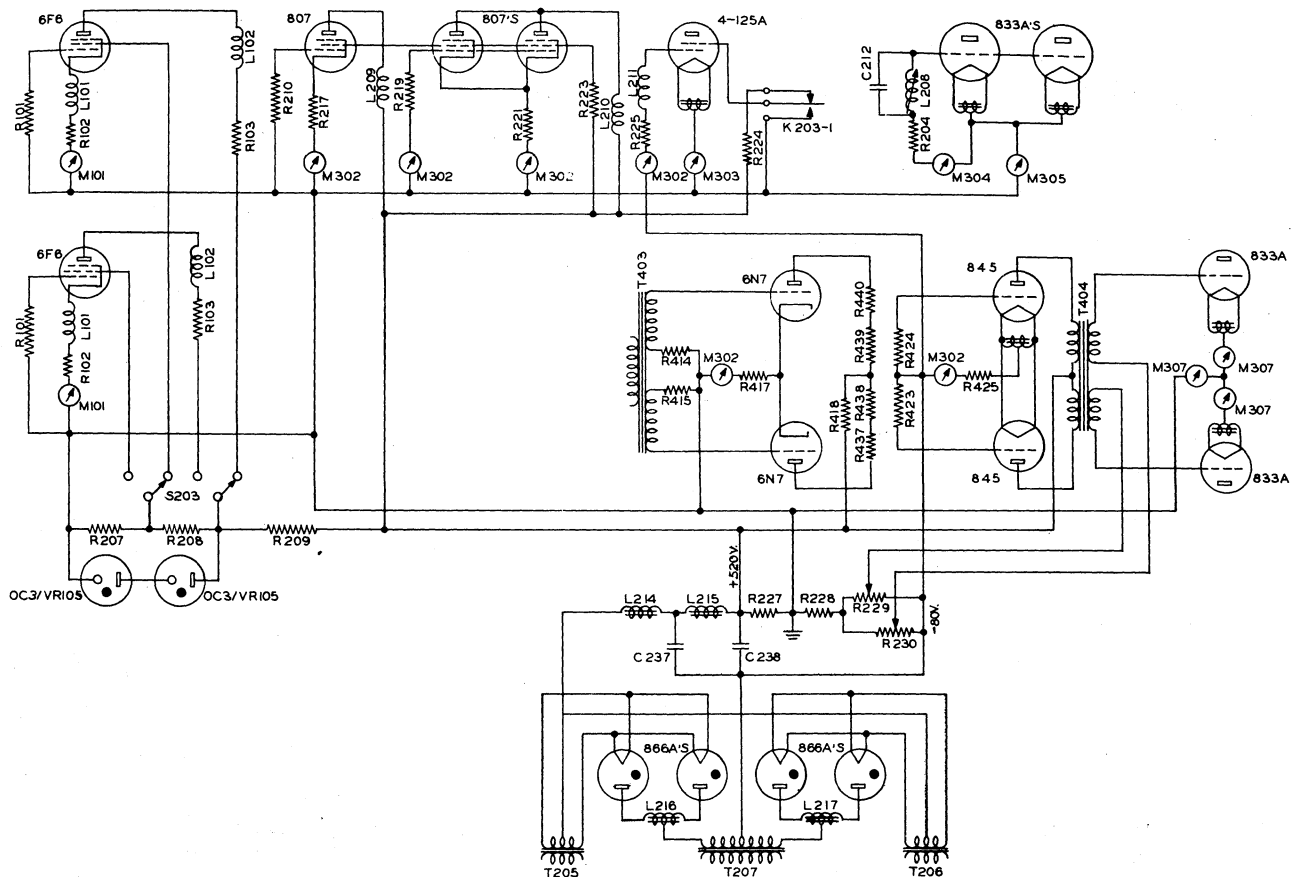 6F6
807
807'S
4-125A
833A'S
L102
L101
R101
R102
M101
R103
R210
R217
M302
L209
R219
M302
R221
M302
R223
L210
L211
R225
M302
M303
R224
K203-1
C212
L208
R204
M304
M305
6F6
L102
L101
R101
R102
R103
M101
S203
R207
R208
R209
OC3/VR105
OC3/VR105
T403
6N7
R414
R415
M302
R417
6N7
R440
R439
R438
R437
R418
R424
R423
845
M302
R425
845
T404
833A
M307
M307
M307
833A
+520V.
L214
L215
R227
R228
R229
R230
-80V.
C237
C238
866A'S
866A'S
L216
L217
T205
T207
T206